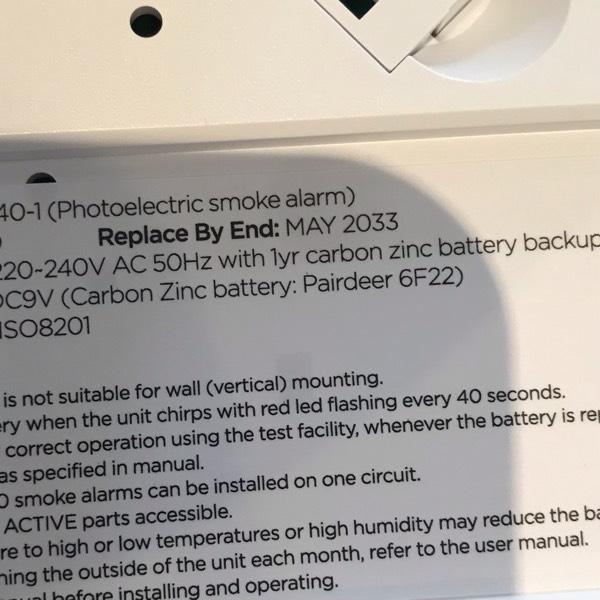 40-1 (Photoelectric smoke alarm)
Replace By End: MAY 2033
220~240V AC 50Hz with 1yr carbon zinc battery backup
DC9V (Carbon Zinc battery: Pairdeer 6F22)
ISO8201
is not suitable for wall (vertical) mounting.
ery when the unit chirps with red led flashing every 40 seconds.
correct operation using the test facility, whenever the battery is rep
as specified in manual.
0 smoke alarms can be installed on one circuit.
ACTIVE parts accessible.
re to high or low temperatures or high humidity may reduce the ba
ning the outside of the unit each month, refer to the user manual.
nual before installing and operating.